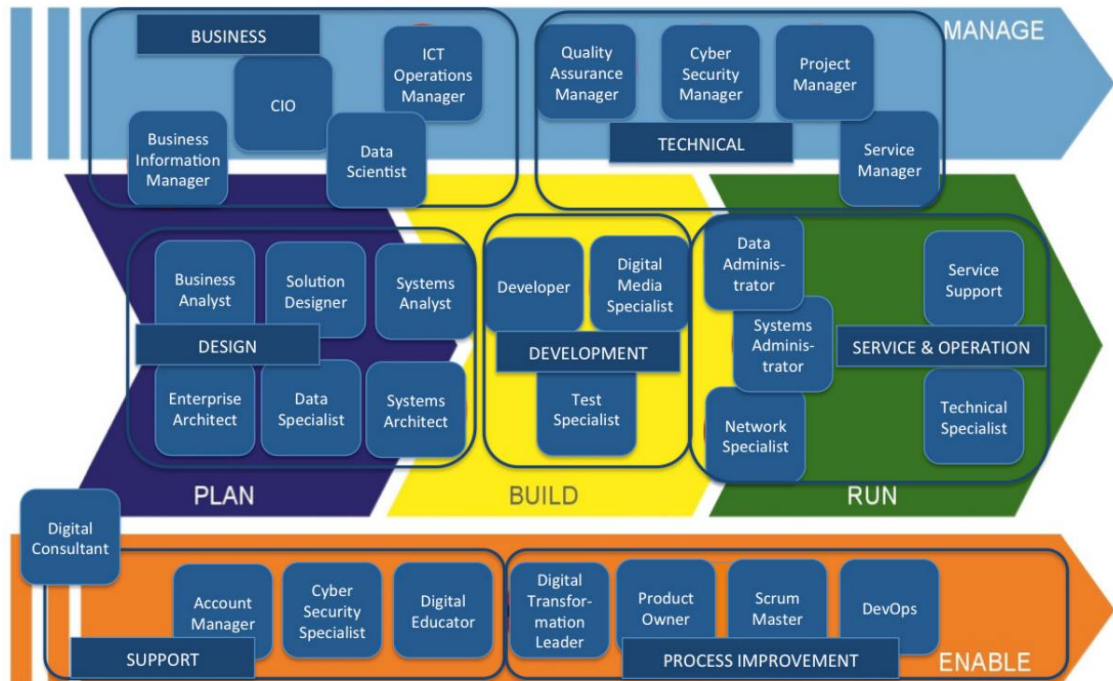 MANAGE
BUSINESS
CIO
ICT
Operations
Manager
Business
Information
Manager
Data
Scientist
Quality
Assurance
Manager
Cyber
Security
Manager
Project
Manager
TECHNICAL
Service
Manager
Business
Analyst
Solution
Designer
Systems
Analyst
DESIGN
Enterprise
Architect
Data
Specialist
Systems
Architect
PLAN
Developer
Digital
Media
Specialist
DEVELOPMENT
Test
Specialist
BUILD
Data
Adminis-
trator
Systems
Adminis-
trator
Network
Specialist
Service
Support
SERVICE & OPERATION
Technical
Specialist
RUN
Digital
Consultant
Account
Manager
Cyber
Security
Specialist
Digital
Educator
SUPPORT
Digital
Transfor-
mation
Leader
Product
Owner
Scrum
Master
DevOps
PROCESS IMPROVEMENT
ENABLE